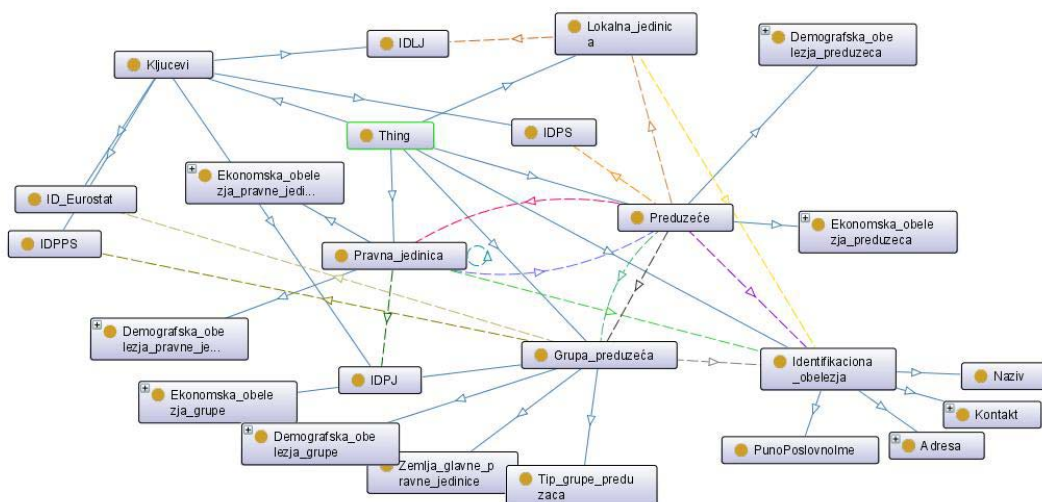 Lokalna_jedinic
a
Demografska_obe
lezja_preduzeca
IDLJ
Kljucevi
IDPS
Thing
Ekonomska_obele
zja_pravne_jedi...
ID_Eurostat
Preduzeće
Ekonomska_obele
zja_preduzeca
IDPPS
Pravna_jedinica
Demografska_obe
lezja_pravne_je...
Grupa_preduzeća
Identifikaciona
_obelezja
IDPJ
Naziv
Ekonomska_obele
zja_grupe
Kontakt
Demografska_obe
lezja_grupe
PunoPoslovnoIme
Adresa
Zemlja_glavne_p
ravne_jedinice
Tip_grupe_predu
zaca